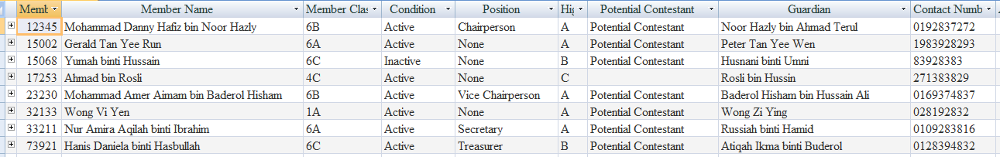 Memb Member Name Member Clas Condition Position Hig Potential Contestant Guardian Contact Numb
12345 Mohammad Danny Hafiz bin Noor Hazly 6B Active Chairperson A Potential Contestant Noor Hazly bin Ahmad Terul 0192837272
15002 Gerald Tan Yee Run 6A Active None A Potential Contestant Peter Tan Yee Wen 1983928293
15068 Yumah binti Hussain 6C Inactive None B Potential Contestant Husnani binti Umni 83928383
17253 Ahmad bin Rosli 4C Active None C Rosli bin Hussin 271383829
23230 Mohammad Amer Aimam bin Baderol Hisham 6B Active Vice Chairperson A Potential Contestant Baderol Hisham bin Hussain Ali 0169374837
32133 Wong Vi Yen 1A Active None A Potential Contestant Wong Zi Ying 028192832
33211 Nur Amira Aqilah binti Ibrahim 6A Active Secretary A Potential Contestant Russiah binti Hamid 0109283816
73921 Hanis Daniela binti Hasbullah 6C Active Treasurer B Potential Contestant Atiqah Ikma binti Buderol 0128394832